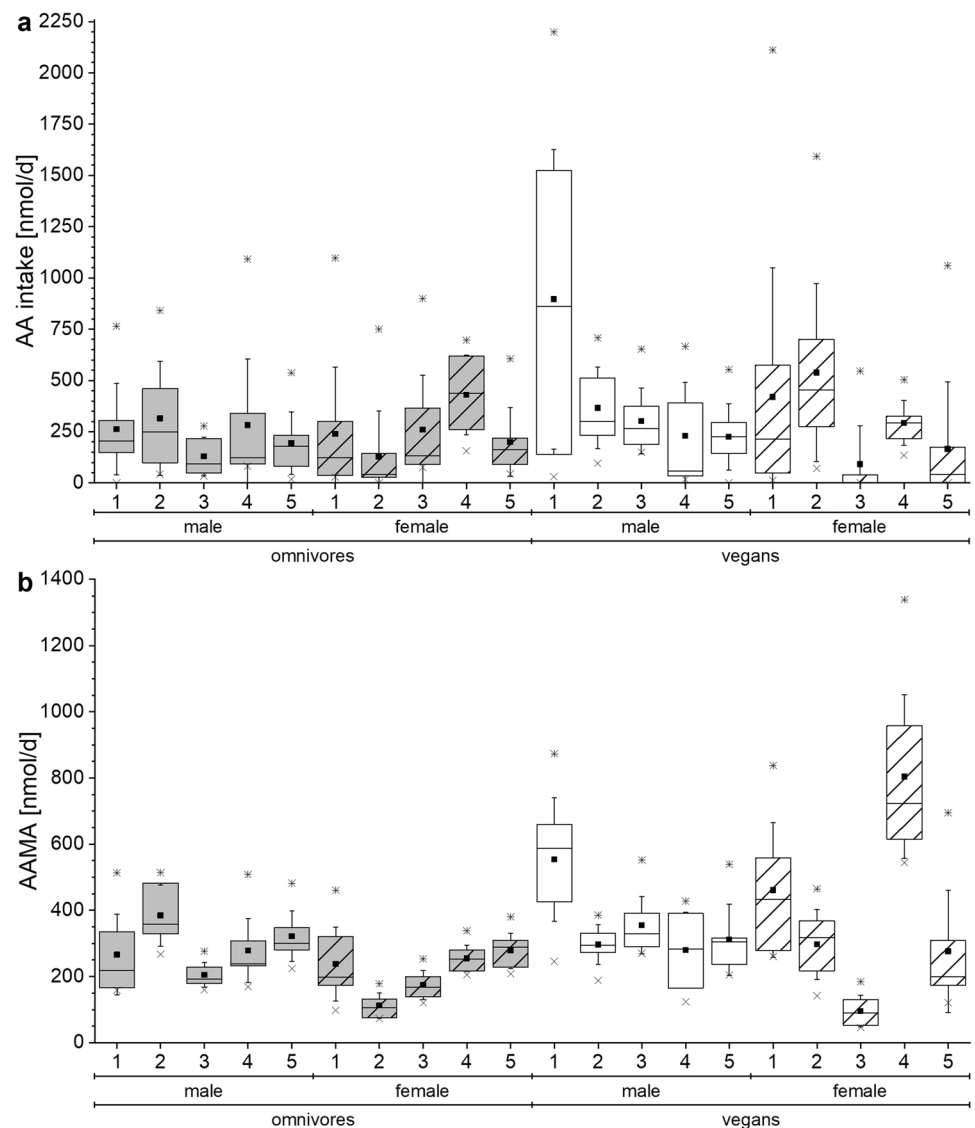 a
2250
2000
1750
1500
1250
1000
750
500
250
0
AA intake [nmol/d]
1 2 3 4 5 1 2 3 4 5 1 2 3 4 5 1 2 3 4 5
male female male female
omnivores vegans
b
1400
1200
1000
800
600
400
200
0
AAMA [nmol/d]
1 2 3 4 5 1 2 3 4 5 1 2 3 4 5 1 2 3 4 5
male female male female
omnivores vegans